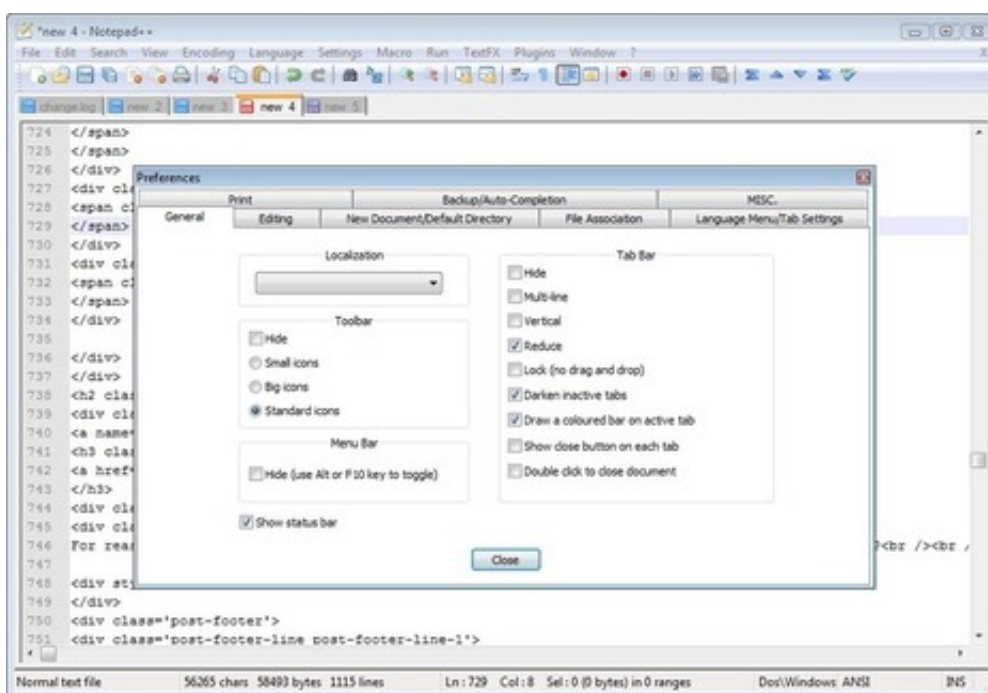 *new 4 - Notepad++
File Edit Search View Encoding Language Settings Macro Run TextFX Plugins Window ?
X
change.log new 2 new 3 new 4 new 5
724 </span>
725 </span>
726 </div>
Preferences
727 <div cla
Print Backup/Auto-Completion MISC.
728 <span cl
General Editing New Document/Default Directory File Association Language Menu/Tab Settings
729 </span>
730 </div>
731 <div cla
Localization Tab Bar
732 <span cl
Hide
733 </span>
Multi-line
734 </div>
Toolbar
Vertical
735
Hide
Reduce
736 </div>
Small icons
Lock (no drag and drop)
737 </div>
Big icons
Darken inactive tabs
738 <h2 clas
739 <div cla
Standard icons
Draw a coloured bar on active tab
740 <a name=
Menu Bar
Show close button on each tab
741 <h3 clas
742 <a href=
Hide (use Alt or F10 key to toggle)
Double click to close document
743 </h3>
744 <div cla
Show status bar
745 <div cla
746 For reas ?<br /><br /
Close
747
748 <div sty
749 </div>
750 <div class='post-footer'>
751 <div class='post-footer-line post-footer-line-1'>
Normal text file 56265 chars 58493 bytes 1115 lines Ln : 729 Col : 8 Sel : 0 (0 bytes) in 0 ranges Dos\Windows ANSI INS